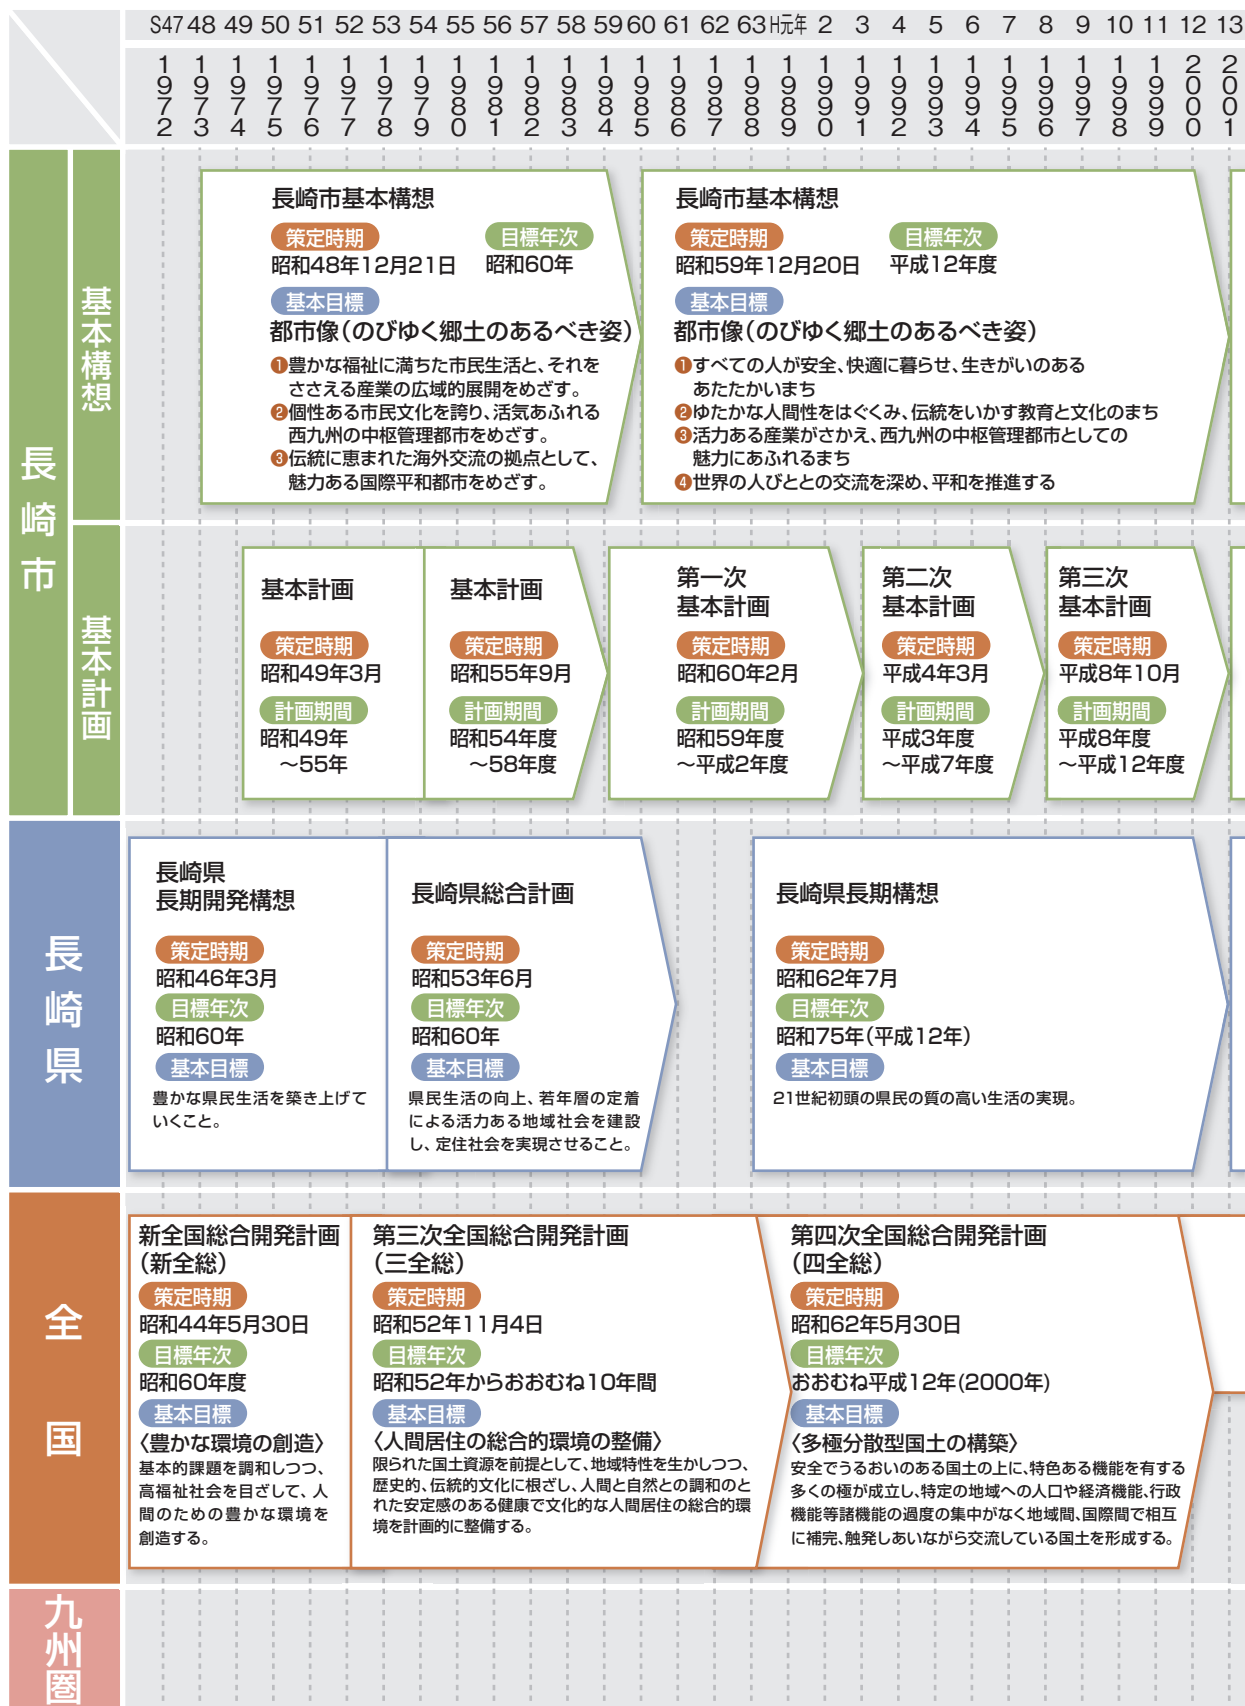 S47 48 49 50 51 52 53 54 55 56 57 58 59 60 61 62 63 H元年 2 3 4 5 6 7 8 9 10 11 12 13
1972 1973 1974 1975 1976 1977 1978 1979 1980 1981 1982 1983 1984 1985 1986 1987 1988 1989 1990 1991 1992 1993 1994 1995 1996 1997 1998 1999 2000 2001
長崎市
基本構想
長崎市基本構想
策定時期 目標年次
昭和48年12月21日 昭和60年
基本目標
都市像(のびゆく郷土のあるべき姿)
❶豊かな福祉に満ちた市民生活と、それを
ささえる産業の広域的展開をめざす。
❷個性ある市民文化を誇り、活気あふれる
西九州の中枢管理都市をめざす。
❸伝統に恵まれた海外交流の拠点として、
魅力ある国際平和都市をめざす。
長崎市基本構想
策定時期 目標年次
昭和59年12月20日 平成12年度
基本目標
都市像(のびゆく郷土のあるべき姿)
❶すべての人が安全、快適に暮らせ、生きがいのある
あたたかいまち
❷ゆたかな人間性をはぐくみ、伝統をいかす教育と文化のまち
❸活力ある産業がさかえ、西九州の中枢管理都市としての
魅力にあふれるまち
❹世界の人びととの交流を深め、平和を推進する
基本計画
基本計画
策定時期
昭和49年3月
計画期間
昭和49年
～55年
基本計画
策定時期
昭和55年9月
計画期間
昭和54年度
～58年度
第一次
基本計画
策定時期
昭和60年2月
計画期間
昭和59年度
～平成2年度
第二次
基本計画
策定時期
平成4年3月
計画期間
平成3年度
～平成7年度
第三次
基本計画
策定時期
平成8年10月
計画期間
平成8年度
～平成12年度
長崎県
長崎県
長期開発構想
策定時期
昭和46年3月
目標年次
昭和60年
基本目標
豊かな県民生活を築き上げて
いくこと。
長崎県総合計画
策定時期
昭和53年6月
目標年次
昭和60年
基本目標
県民生活の向上、若年層の定着
による活力ある地域社会を建設
し、定住社会を実現させること。
長崎県長期構想
策定時期
昭和62年7月
目標年次
昭和75年(平成12年)
基本目標
21世紀初頭の県民の質の高い生活の実現。
全国
新全国総合開発計画
(新全総)
策定時期
昭和44年5月30日
目標年次
昭和60年度
基本目標
〈豊かな環境の創造〉
基本的課題を調和しつつ、
高福祉社会を目ざして、人
間のための豊かな環境を
創造する。
第三次全国総合開発計画
(三全総)
策定時期
昭和52年11月4日
目標年次
昭和52年からおおむね10年間
基本目標
〈人間居住の総合的環境の整備〉
限られた国土資源を前提として、地域特性を生かしつつ、
歴史的、伝統的文化に根ざし、人間と自然との調和のと
れた安定感のある健康で文化的な人間居住の総合的環
境を計画的に整備する。
第四次全国総合開発計画
(四全総)
策定時期
昭和62年5月30日
目標年次
おおむね平成12年(2000年)
基本目標
〈多極分散型国土の構築〉
安全でうるおいのある国土の上に、特色ある機能を有する
多くの極が成立し、特定の地域への人口や経済機能、行政
機能等諸機能の過度の集中がなく地域間、国際間で相互
に補完、触発しあいながら交流している国土を形成する。
九州圏